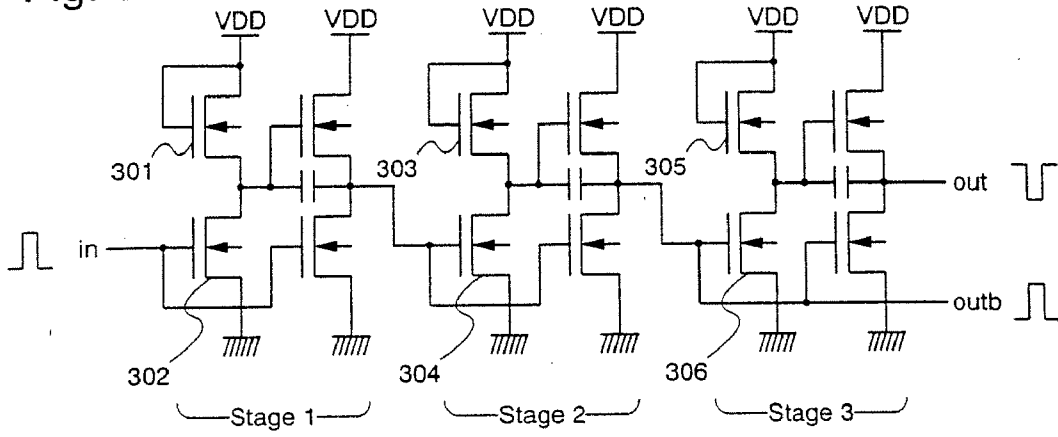 VDD VDD VDD VDD VDD VDD
301 303 305
out
in
outb
302 304 306
Stage 1 Stage 2 Stage 3